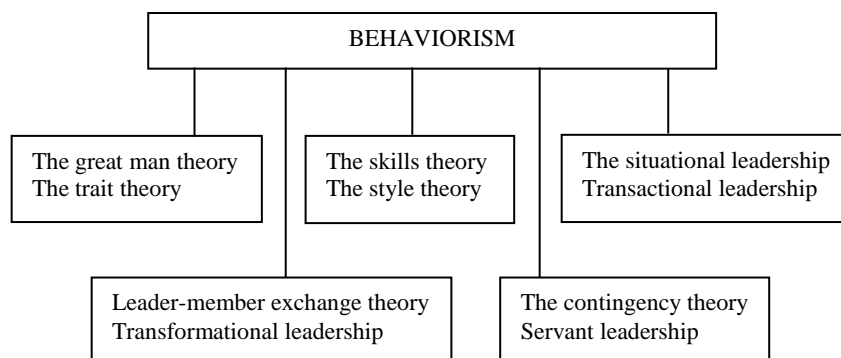 BEHAVIORISM
The great man theory
The trait theory
The skills theory
The style theory
The situational leadership
Transactional leadership
Leader-member exchange theory
Transformational leadership
The contingency theory
Servant leadership